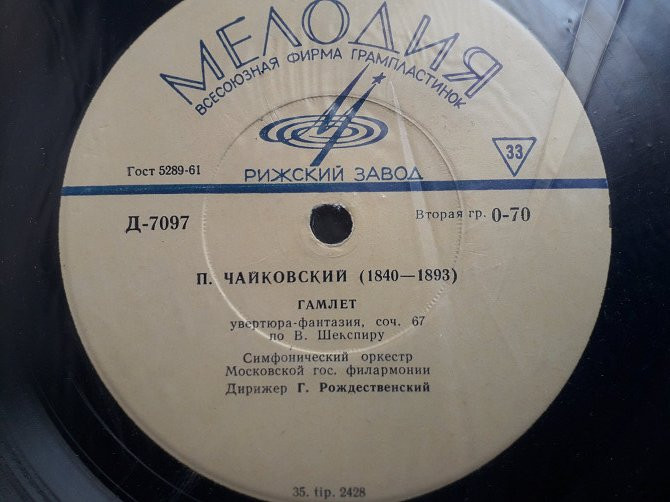 МЕЛОДИЯ
ВСЕСОЮЗНАЯ ФИРМА ГРАМПЛАСТИНОК
Гост 5289-61
РИЖСКИЙ ЗАВОД
33
Д-7097
Вторая гр. 0-70
П. ЧАЙКОВСКИЙ (1840—1893)
ГАМЛЕТ
увертюра-фантазия, соч. 67
по В. Шекспиру
Симфонический оркестр
Московской гос. филармонии
Дирижер Г. Рождественский
35. tip. 2428